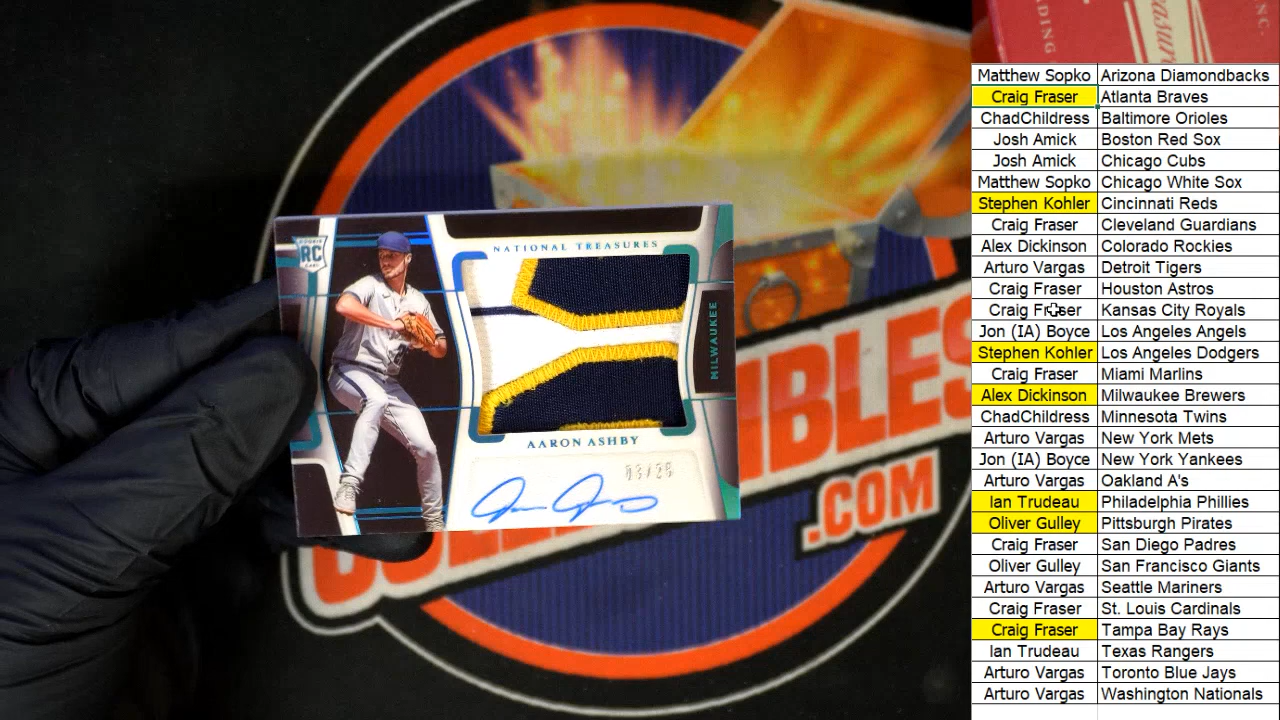 INC.
DING
asure
Matthew Sopko Arizona Diamondbacks
Craig Fraser Atlanta Braves
ChadChildress Baltimore Orioles
Josh Amick Boston Red Sox
Josh Amick Chicago Cubs
Matthew Sopko Chicago White Sox
Stephen Kohler Cincinnati Reds
Craig Fraser Cleveland Guardians
Alex Dickinson Colorado Rockies
Arturo Vargas Detroit Tigers
Craig Fraser Houston Astros
Craig Fraser Kansas City Royals
Jon (IA) Boyce Los Angeles Angels
Stephen Kohler Los Angeles Dodgers
Craig Fraser Miami Marlins
Alex Dickinson Milwaukee Brewers
ChadChildress Minnesota Twins
Arturo Vargas New York Mets
Jon (IA) Boyce New York Yankees
Arturo Vargas Oakland A's
Ian Trudeau Philadelphia Phillies
Oliver Gulley Pittsburgh Pirates
Craig Fraser San Diego Padres
Oliver Gulley San Francisco Giants
Arturo Vargas Seattle Mariners
Craig Fraser St. Louis Cardinals
Craig Fraser Tampa Bay Rays
Ian Trudeau Texas Rangers
Arturo Vargas Toronto Blue Jays
Arturo Vargas Washington Nationals
RC
NATIONAL TREASURES
MILWAUKEE
AARON ASHBY
IBLES
.COM